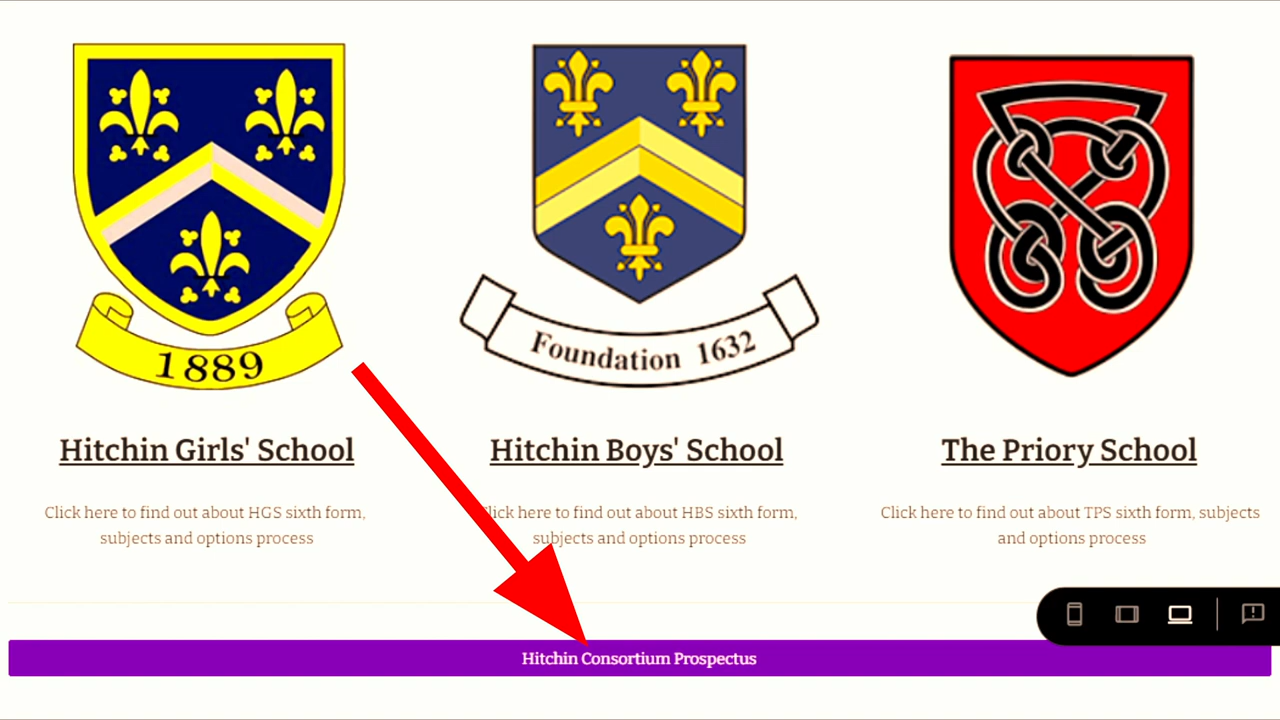 1889
Foundation 1632
Hitchin Girls' School
Hitchin Boys' School
The Priory School
Click here to find out about HGS sixth form,
subjects and options process
Click here to find out about HBS sixth form,
subjects and options process
Click here to find out about TPS sixth form, subjects
and options process
Hitchin Consortium Prospectus